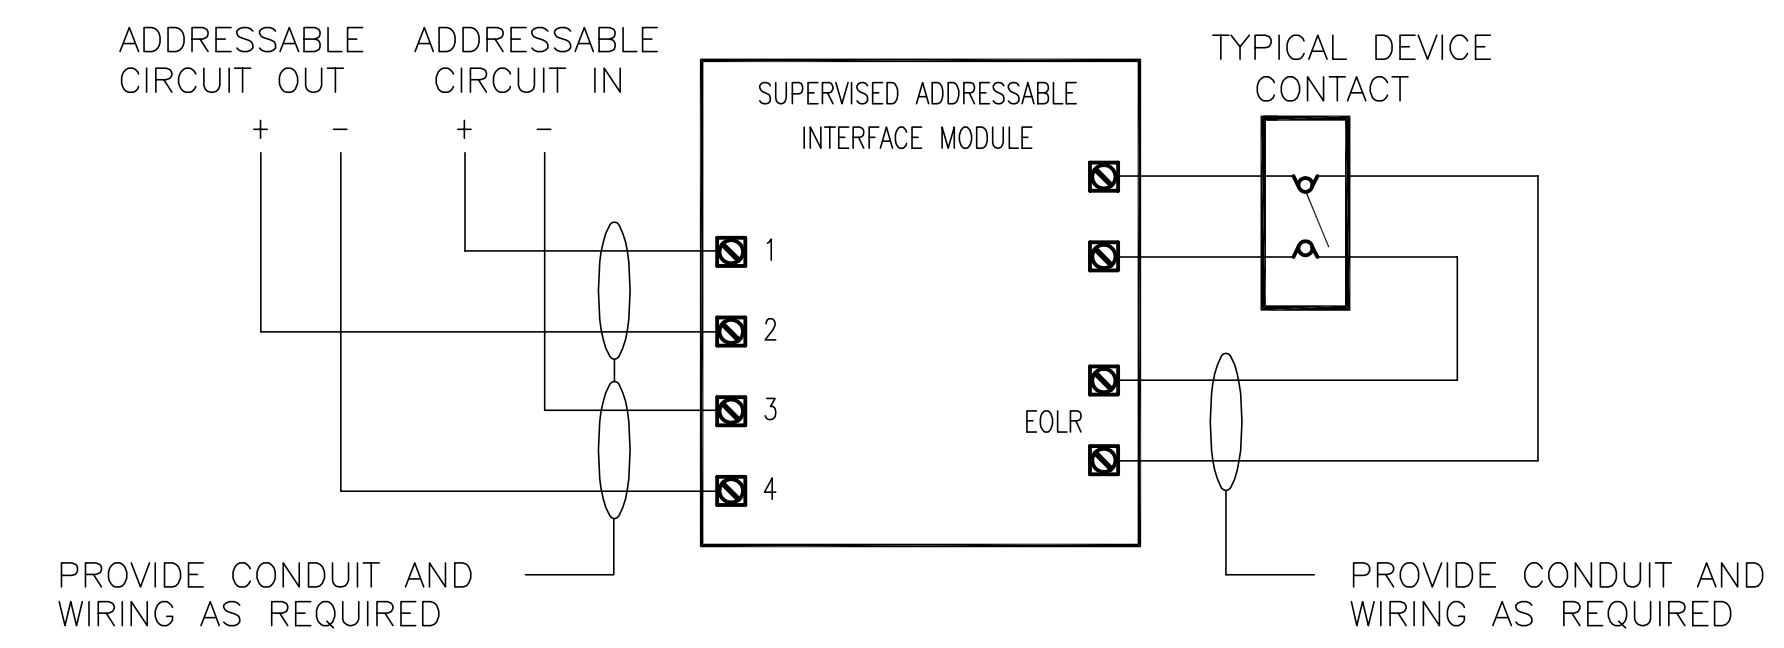 ADDRESSABLE
CIRCUIT OUT
ADDRESSABLE
CIRCUIT IN
+ −
+ −
SUPERVISED ADDRESSABLE
INTERFACE MODULE
TYPICAL DEVICE
CONTACT
1
2
3
4
EOLR
PROVIDE CONDUIT AND
WIRING AS REQUIRED
PROVIDE CONDUIT AND
WIRING AS REQUIRED